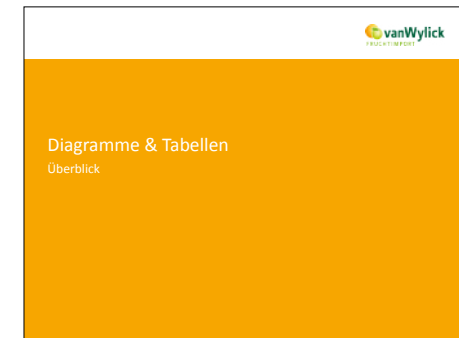 vanWylick
FRUCHTIMPORT
Diagramme & Tabellen
Überblick